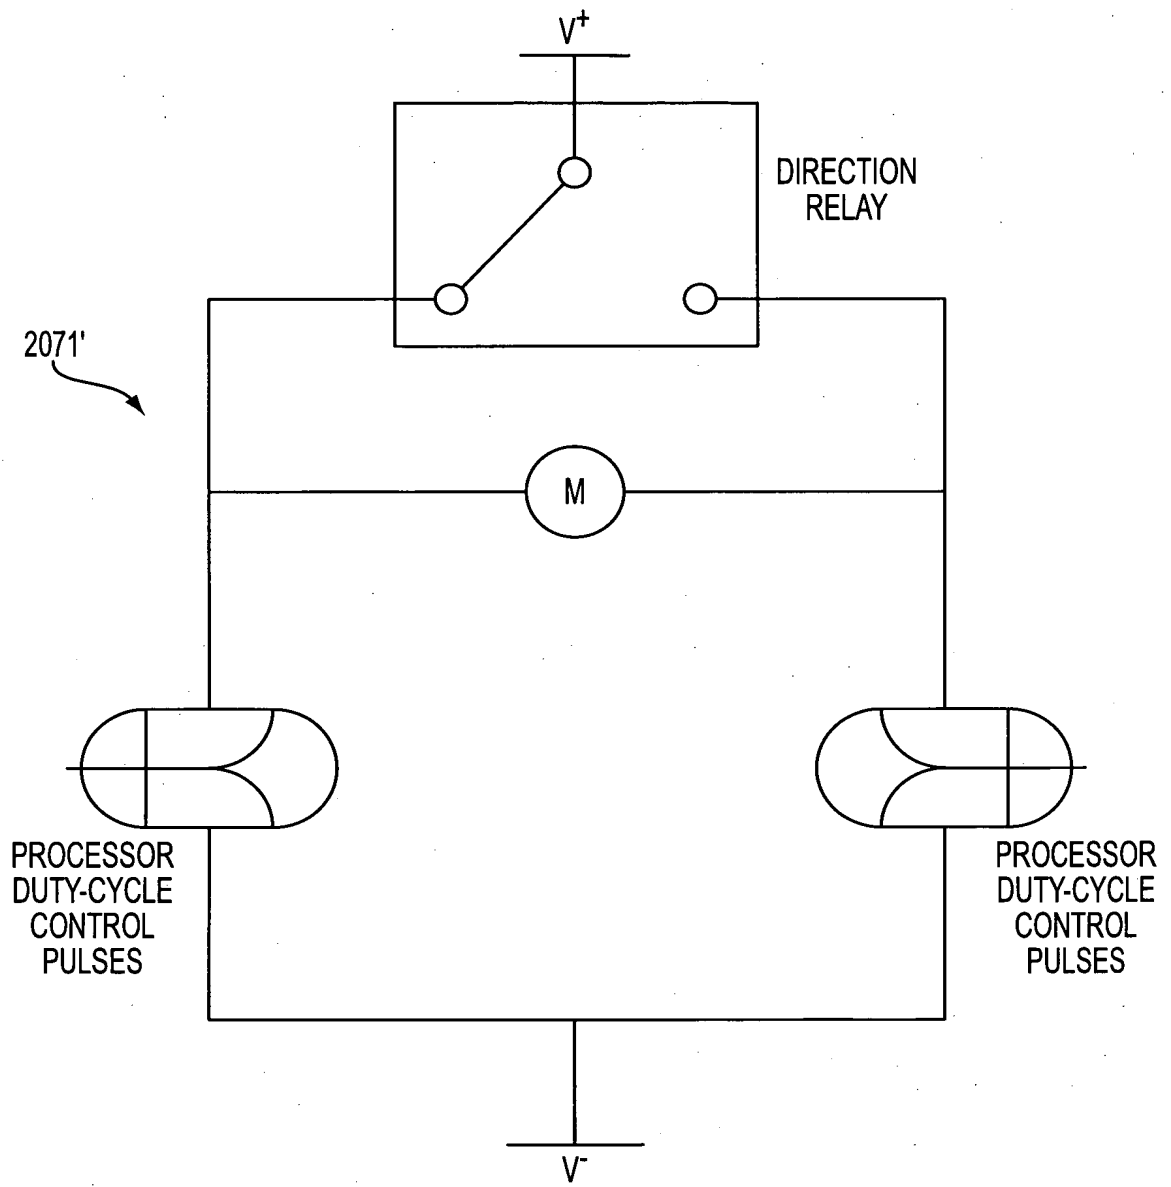 V+
DIRECTION
RELAY
2071'
M
PROCESSOR
DUTY-CYCLE
CONTROL
PULSES
PROCESSOR
DUTY-CYCLE
CONTROL
PULSES
V-